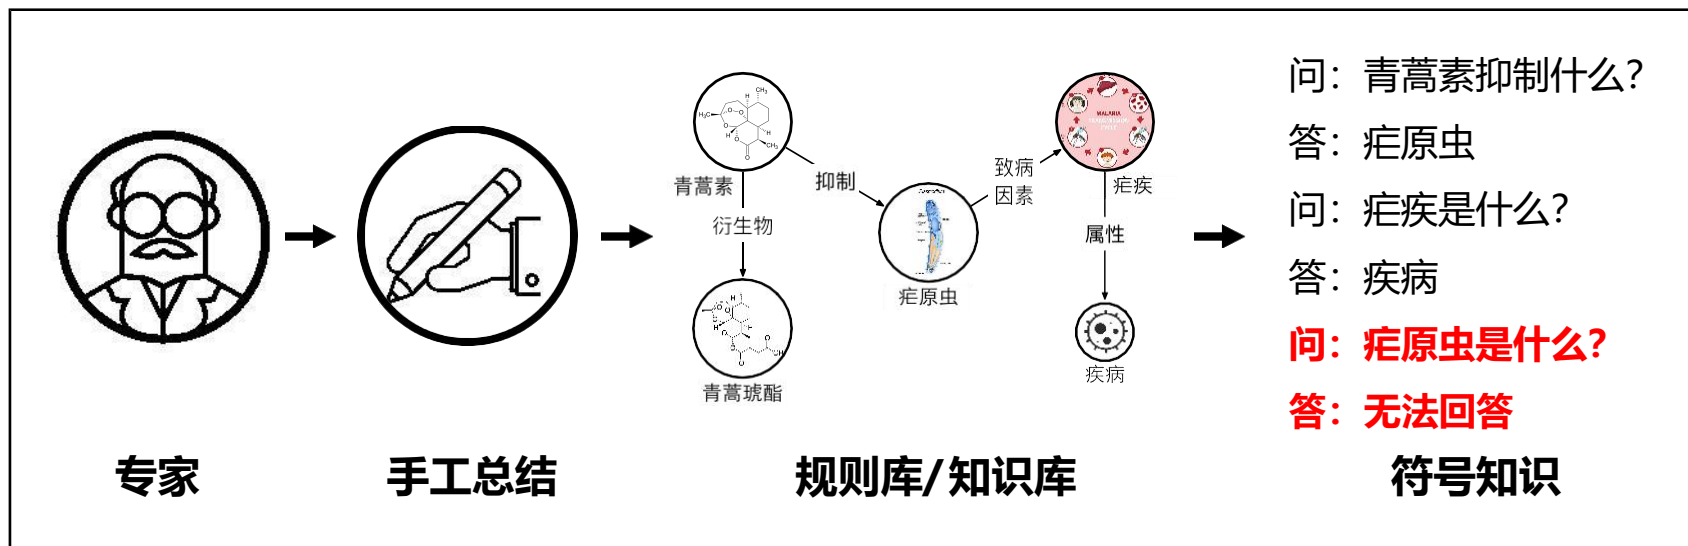 青蒿素
衍生物
青蒿琥酯
抑制
疟原虫
致病
因素
MALARIA
疟疾
属性
疾病
问：青蒿素抑制什么？
答：疟原虫
问：疟疾是什么？
答：疾病
问：疟原虫是什么？
答：无法回答
专家
手工总结
规则库/知识库
符号知识